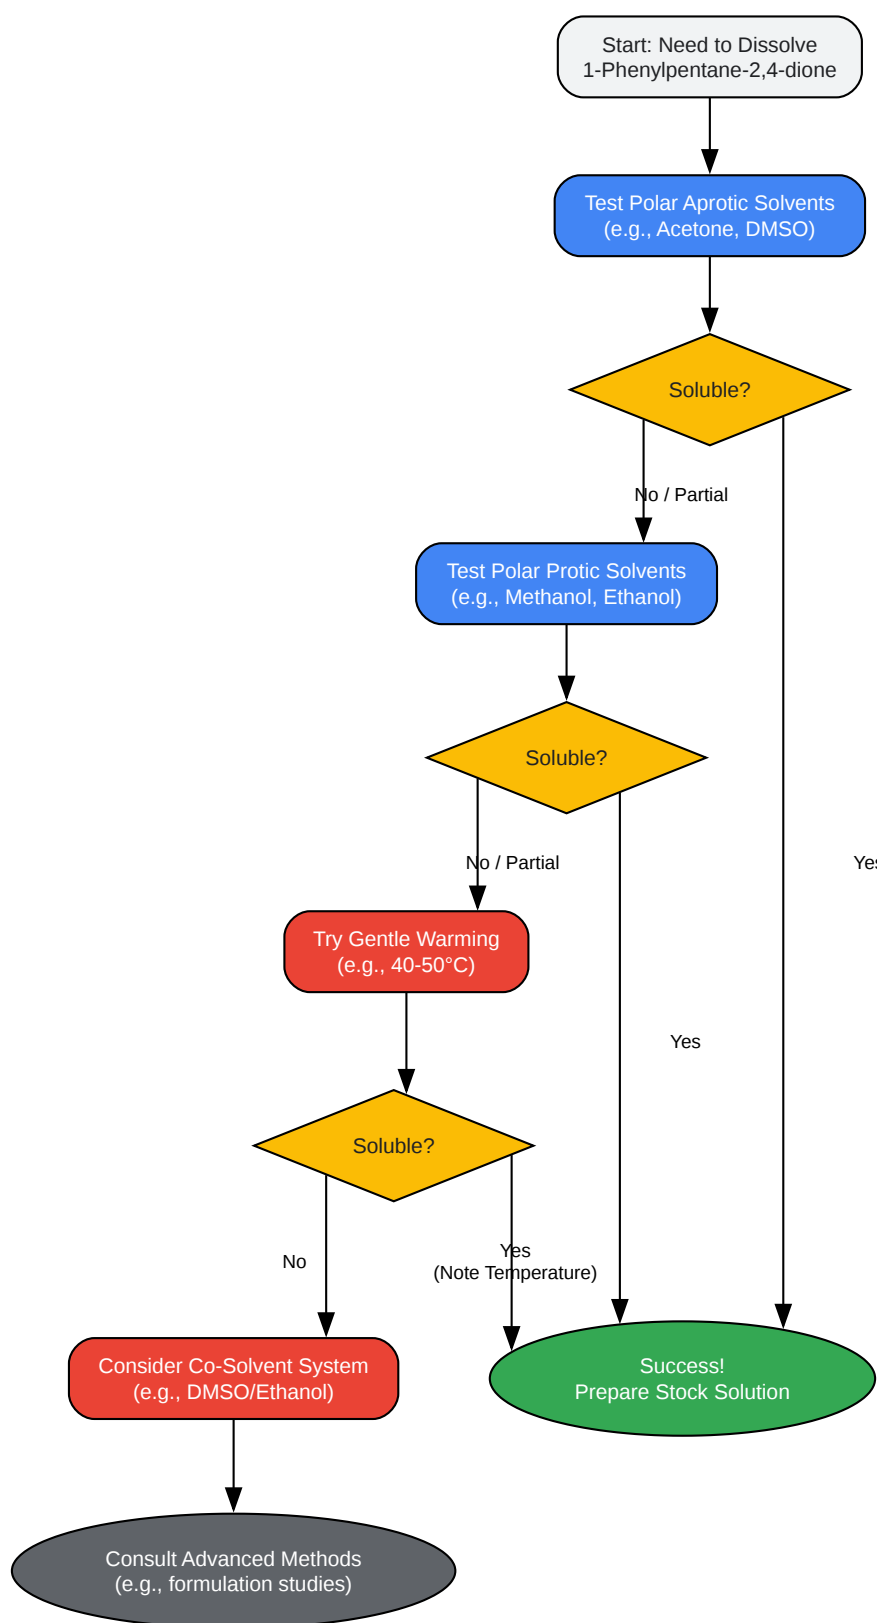 Start: Need to Dissolve
1-Phenylpentane-2,4-dione
Test Polar Aprotic Solvents
(e.g., Acetone, DMSO)
Soluble?
No / Partial
Test Polar Protic Solvents
(e.g., Methanol, Ethanol)
Soluble?
No / Partial
Yes
Try Gentle Warming
(e.g., 40-50°C)
Yes
Soluble?
No
Yes
(Note Temperature)
Consider Co-Solvent System
(e.g., DMSO/Ethanol)
Success!
Prepare Stock Solution
Consult Advanced Methods
(e.g., formulation studies)